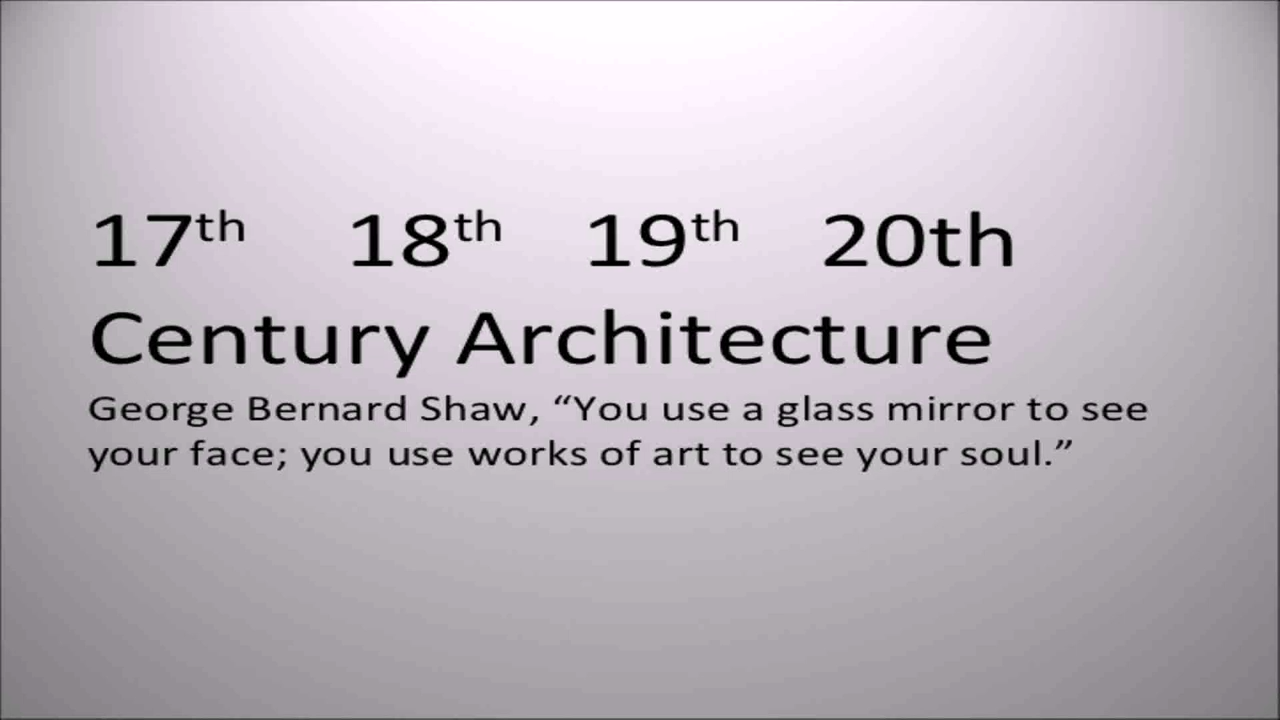 17th 18th 19th 20th
Century Architecture
George Bernard Shaw, “You use a glass mirror to see
your face; you use works of art to see your soul.”